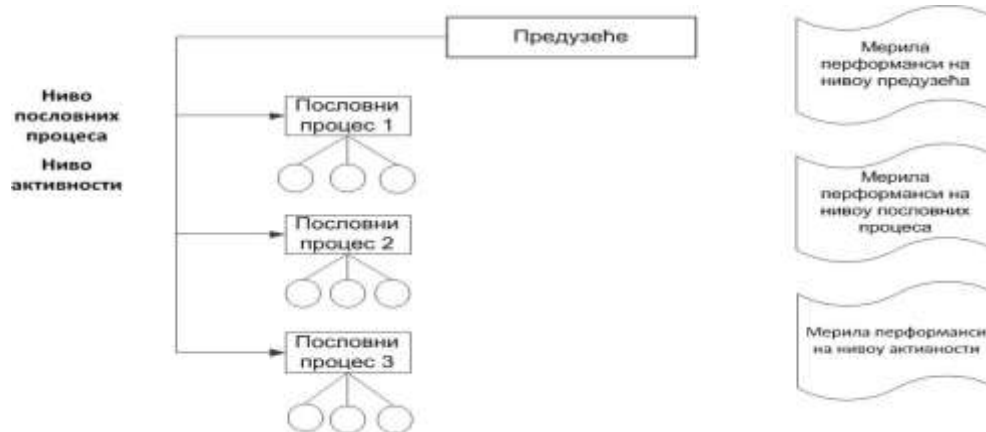 Предузеће
Ниво
пословних
процеса
Ниво
активности
Пословни
процес 1
Пословни
процес 2
Пословни
процес 3
Мерила
перформанси на
нивоу предузећа
Мерила
перформанси на
нивоу пословних
процеса
Мерила перформанси
на нивоу активности